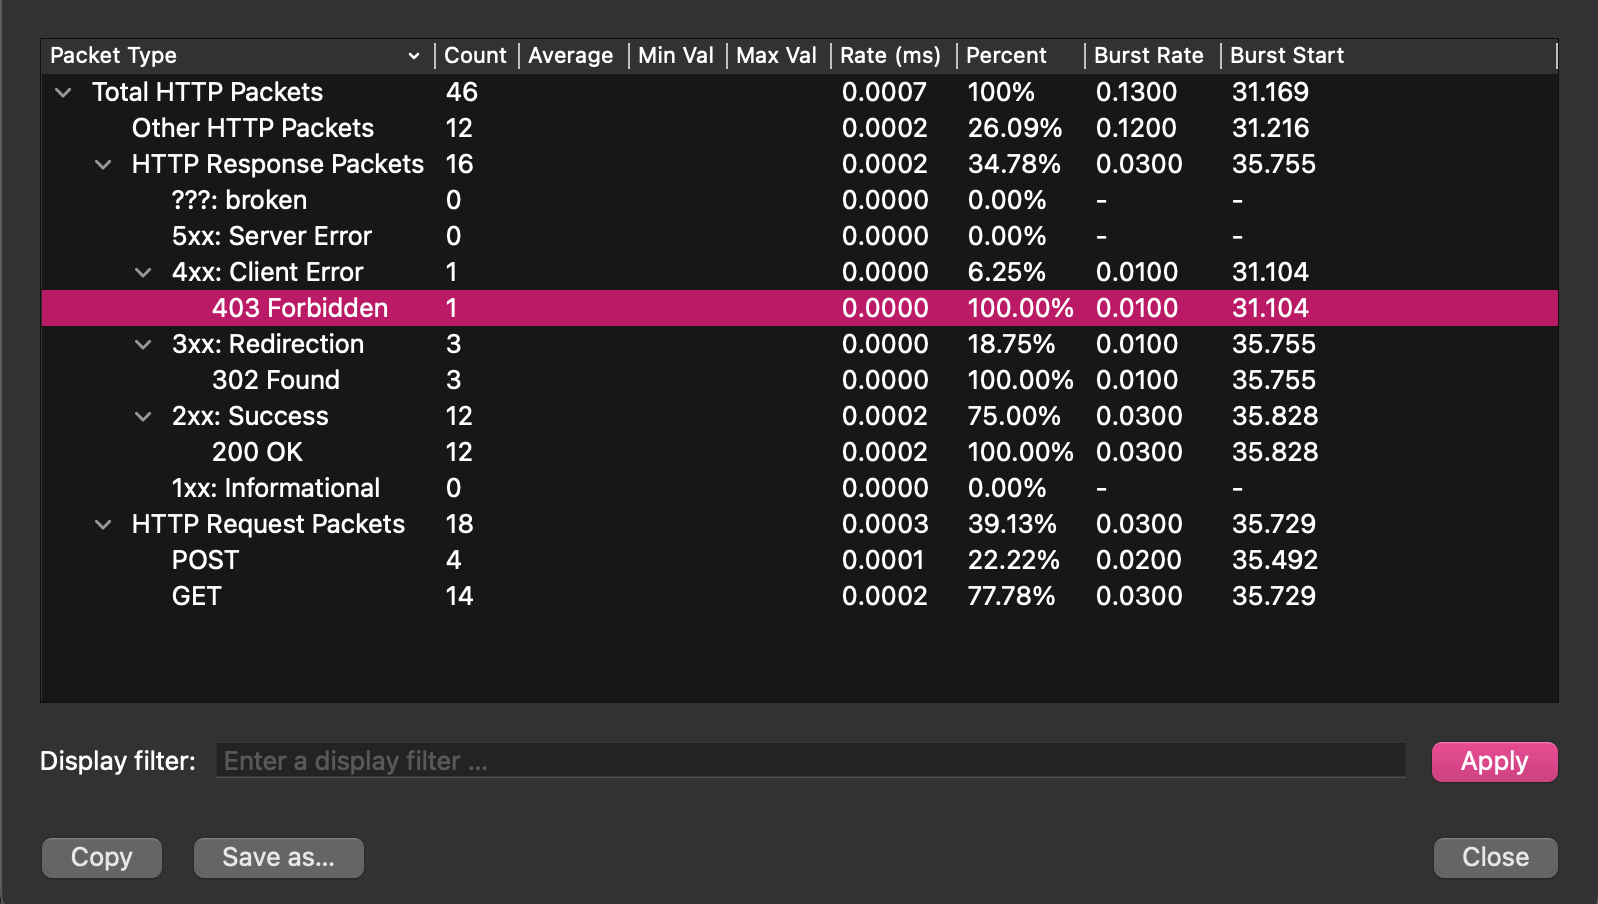 Packet Type Count Average Min Val Max Val Rate (ms) Percent Burst Rate Burst Start
Total HTTP Packets 46 0.0007 100% 0.1300 31.169
Other HTTP Packets 12 0.0002 26.09% 0.1200 31.216
HTTP Response Packets 16 0.0002 34.78% 0.0300 35.755
???: broken 0 0.0000 0.00% - -
5xx: Server Error 0 0.0000 0.00% - -
4xx: Client Error 1 0.0000 6.25% 0.0100 31.104
403 Forbidden 1 0.0000 100.00% 0.0100 31.104
3xx: Redirection 3 0.0000 18.75% 0.0100 35.755
302 Found 3 0.0000 100.00% 0.0100 35.755
2xx: Success 12 0.0002 75.00% 0.0300 35.828
200 OK 12 0.0002 100.00% 0.0300 35.828
1xx: Informational 0 0.0000 0.00% - -
HTTP Request Packets 18 0.0003 39.13% 0.0300 35.729
POST 4 0.0001 22.22% 0.0200 35.492
GET 14 0.0002 77.78% 0.0300 35.729
Display filter: Enter a display filter ... Apply
Copy Save as... Close